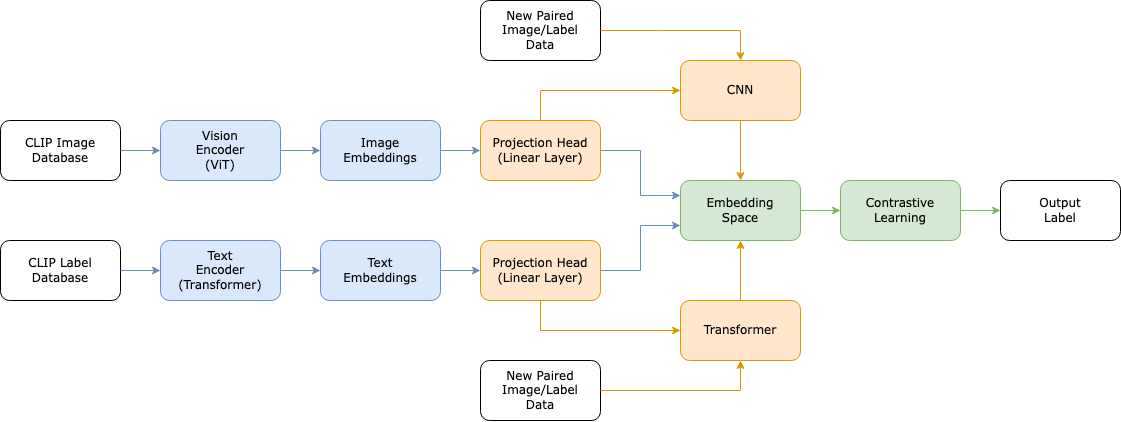 New Paired
Image/Label
Data
CNN
CLIP Image
Database
Vision
Encoder
(ViT)
Image
Embeddings
Projection Head
(Linear Layer)
Embedding
Space
Contrastive
Learning
Output
Label
CLIP Label
Database
Text
Encoder
(Transformer)
Text
Embeddings
Projection Head
(Linear Layer)
Transformer
New Paired
Image/Label
Data